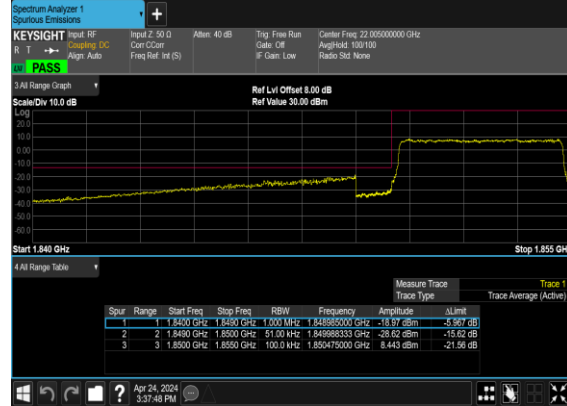 Spectrum Analyzer 1
Spurious Emissions
+
KEYSIGHT Input: RF Input Z: 50 Ω Atten: 40 dB Trig: Free Run Center Freq: 22.005000000 GHz
R T Coupling: DC Corr CCorr Gate: Off Avg|Hold: 100/100
Align: Auto Freq Ref: Int (S) IF Gain: Low Radio Std: None
PASS
3 All Range Graph
Ref Lvl Offset 8.00 dB
Scale/Div 10.0 dB Ref Value 30.00 dBm
Log
20.0
10.0
0.00
-10.0
-20.0
-30.0
-40.0
-50.0
-60.0
Start 1.840 GHz Stop 1.855 GH
4 All Range Table
Measure Trace Trace 1
Trace Type Trace Average (Active)
Spur Range Start Freq Stop Freq RBW Frequency Amplitude ΔLimit
1 1 1.8400 GHz 1.8490 GHz 1.000 MHz 1.848985000 GHz -18.97 dBm -5.967 dB
2 2 1.8490 GHz 1.8500 GHz 51.00 kHz 1.849988333 GHz -28.62 dBm -15.62 dB
3 3 1.8500 GHz 1.8550 GHz 100.0 kHz 1.850475000 GHz 8.443 dBm -21.56 dB
? Apr 24, 2024
3:37:48 PM